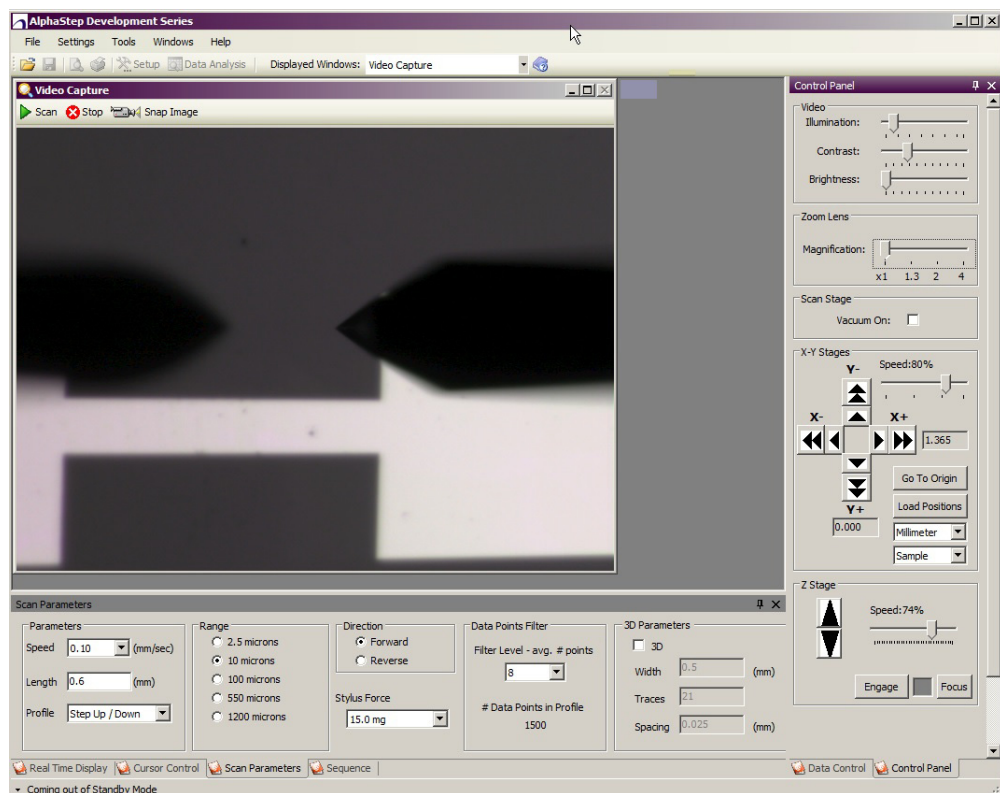 AlphaStep Development Series
File Settings Tools Windows Help
Setup Data Analysis Displayed Windows: Video Capture
Video Capture
Scan Stop Snap Image
Control Panel
Video
Illumination:
Contrast:
Brightness:
Zoom Lens
Magnification:
x1 1.3 2 4
Scan Stage
Vacuum On:
X-Y Stages
Y- Speed:80%
X- X+
1.365
Go To Origin
Y+ Load Positions
0.000 Millimeter
Sample
Z Stage
Speed:74%
Engage Focus
Scan Parameters
Parameters
Speed 0.10 (mm/sec)
Length 0.6 (mm)
Profile Step Up / Down
Range
2.5 microns
10 microns
100 microns
550 microns
1200 microns
Direction
Forward
Reverse
Stylus Force
15.0 mg
Data Points Filter
Filter Level - avg. # points
8
# Data Points in Profile
1500
3D Parameters
3D
Width 0.5 (mm)
Traces 21
Spacing 0.025 (mm)
Real Time Display Cursor Control Scan Parameters Sequence
Data Control Control Panel
Coming out of Standby Mode